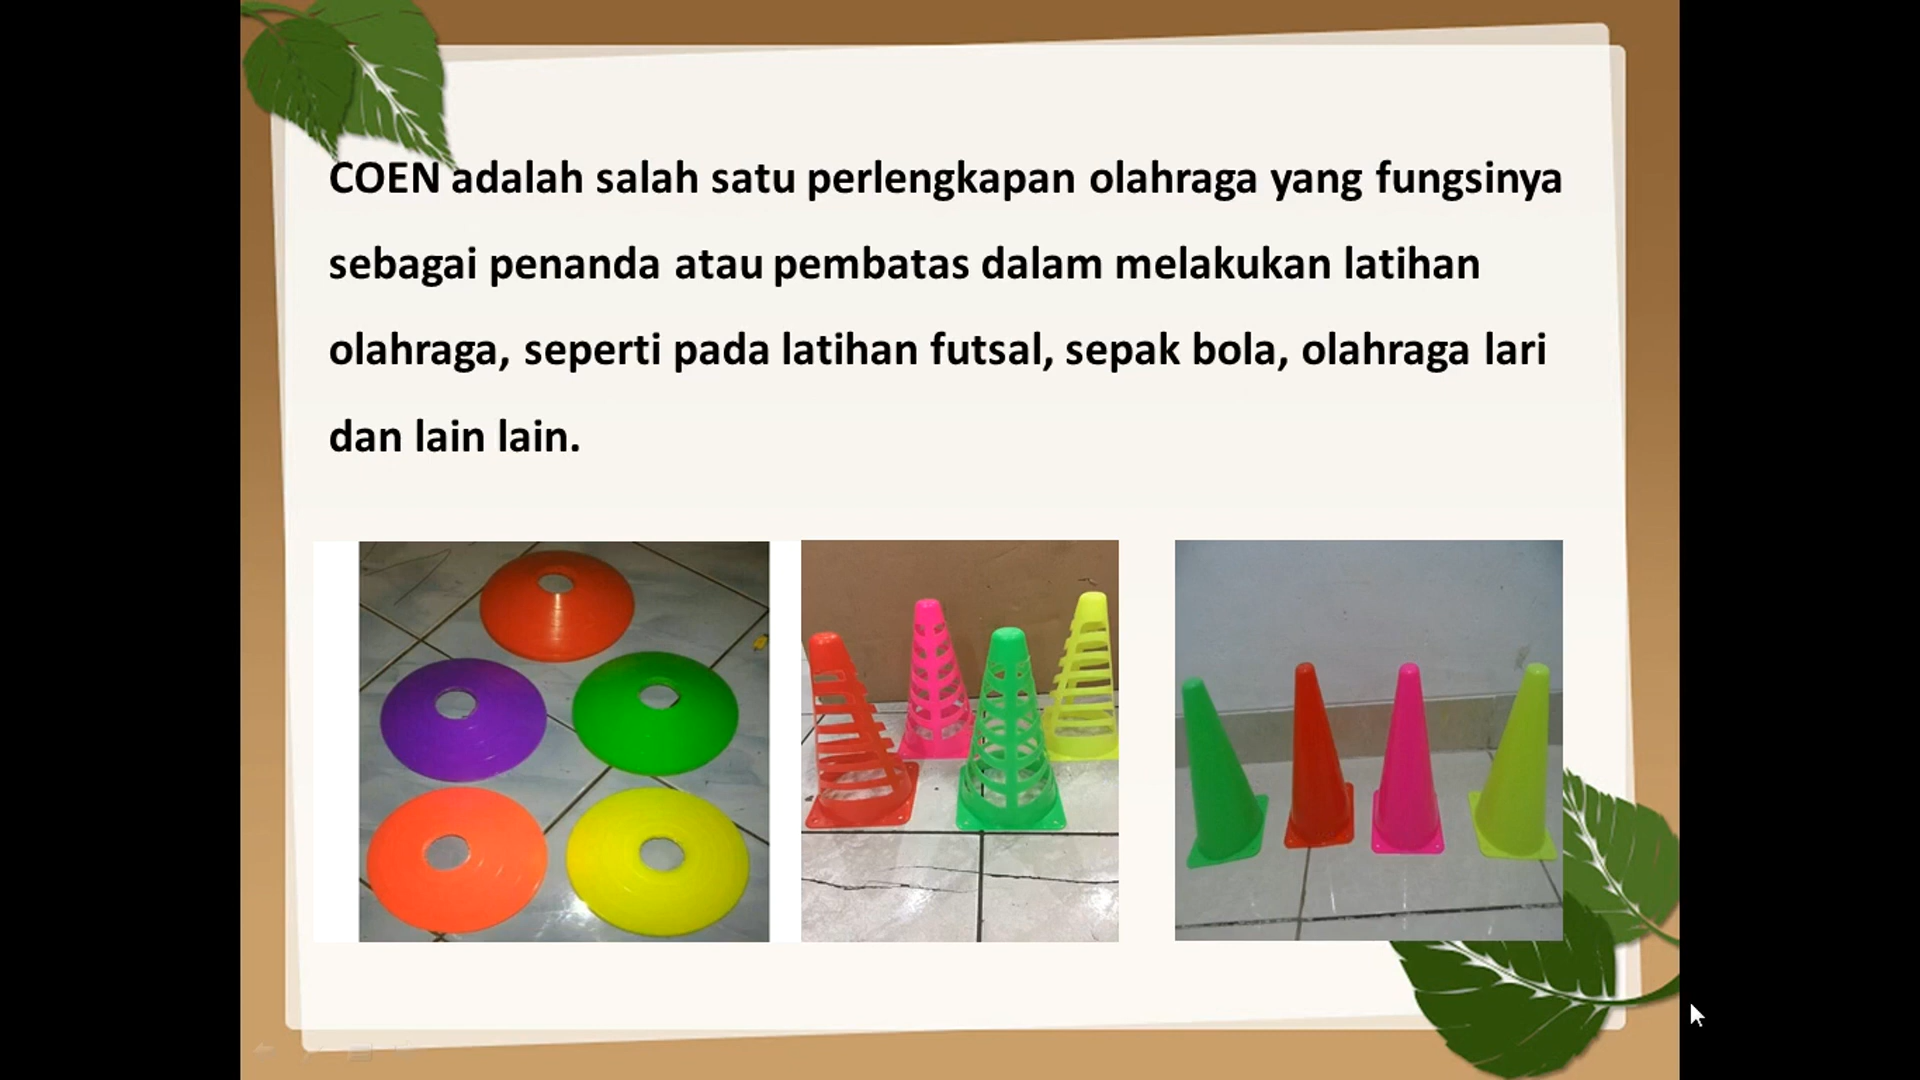 COEN adalah salah satu perlengkapan olahraga yang fungsinya
sebagai penanda atau pembatas dalam melakukan latihan
olahraga, seperti pada latihan futsal, sepak bola, olahraga lari
dan lain lain.